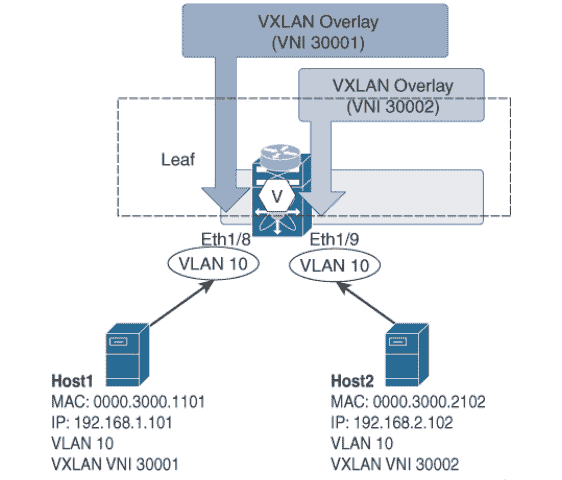 VXLAN Overlay
(VNI 30001)
VXLAN Overlay
(VNI 30002)
Leaf
V
Eth1/8
Eth1/9
VLAN 10
VLAN 10
Host1
MAC: 0000.3000.1101
IP: 192.168.1.101
VLAN 10
VXLAN VNI 30001
Host2
MAC: 0000.3000.2102
IP: 192.168.2.102
VLAN 10
VXLAN VNI 30002